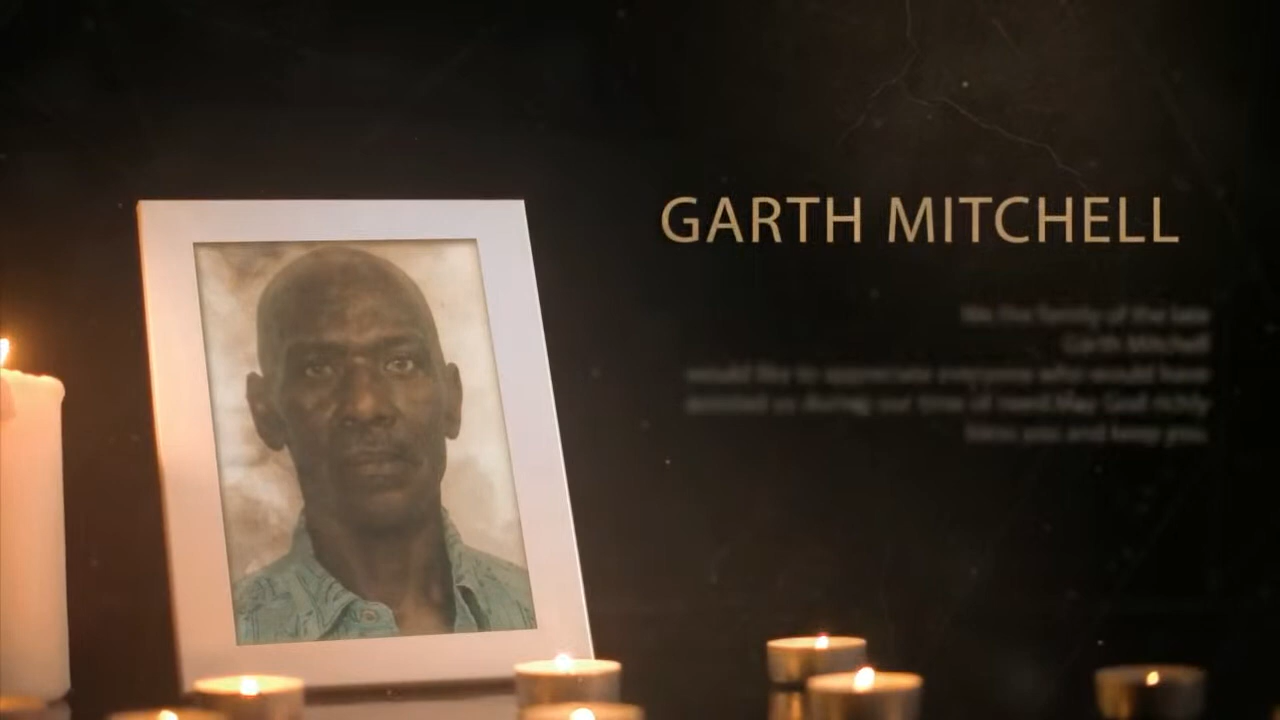 GARTH MITCHELL
We the family of the late
Garth Mitchell
would like to appreciate everyone who would have
assisted us during our time of need.May God richly
bless you and keep you.